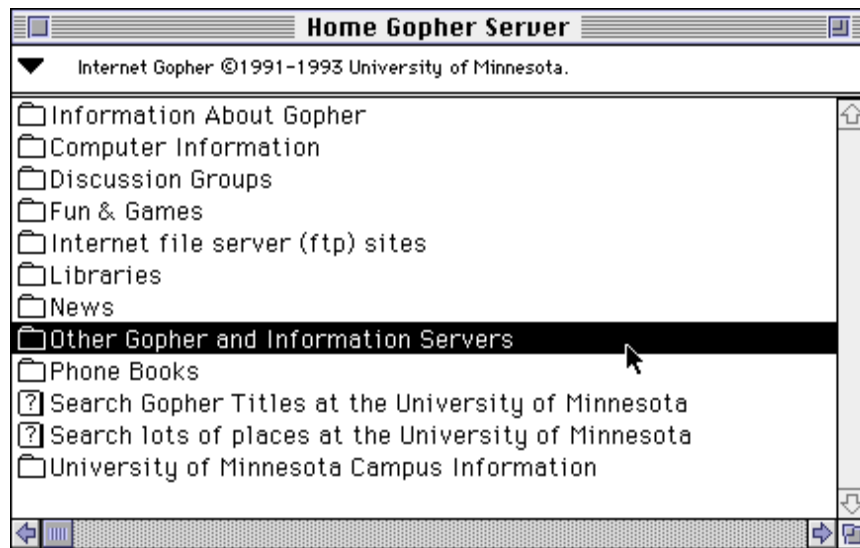 Home Gopher Server
Internet Gopher ©1991-1993 University of Minnesota.
Information About Gopher
Computer Information
Discussion Groups
Fun & Games
Internet file server (ftp) sites
Libraries
News
Other Gopher and Information Servers
Phone Books
? Search Gopher Titles at the University of Minnesota
? Search lots of places at the University of Minnesota
University of Minnesota Campus Information